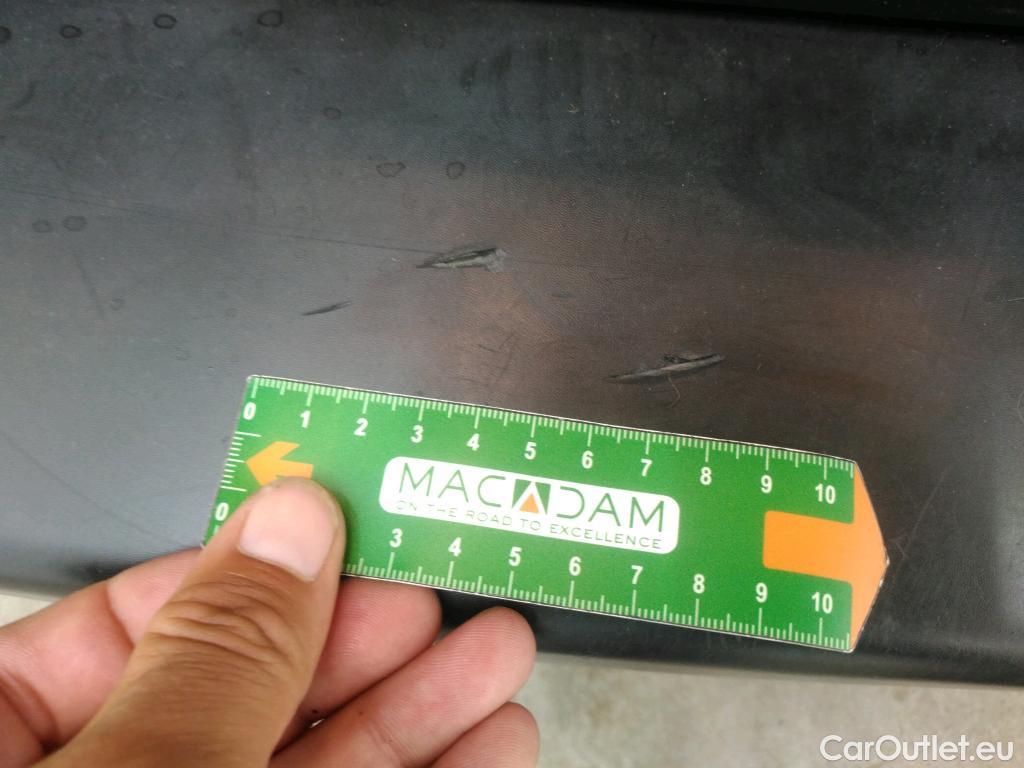 0 1 2 3 4 5 6 7 8 9 10
MACADAM
ON THE ROAD TO EXCELLENCE
0 3 4 5 6 7 8 9 10
CarOutlet.eu